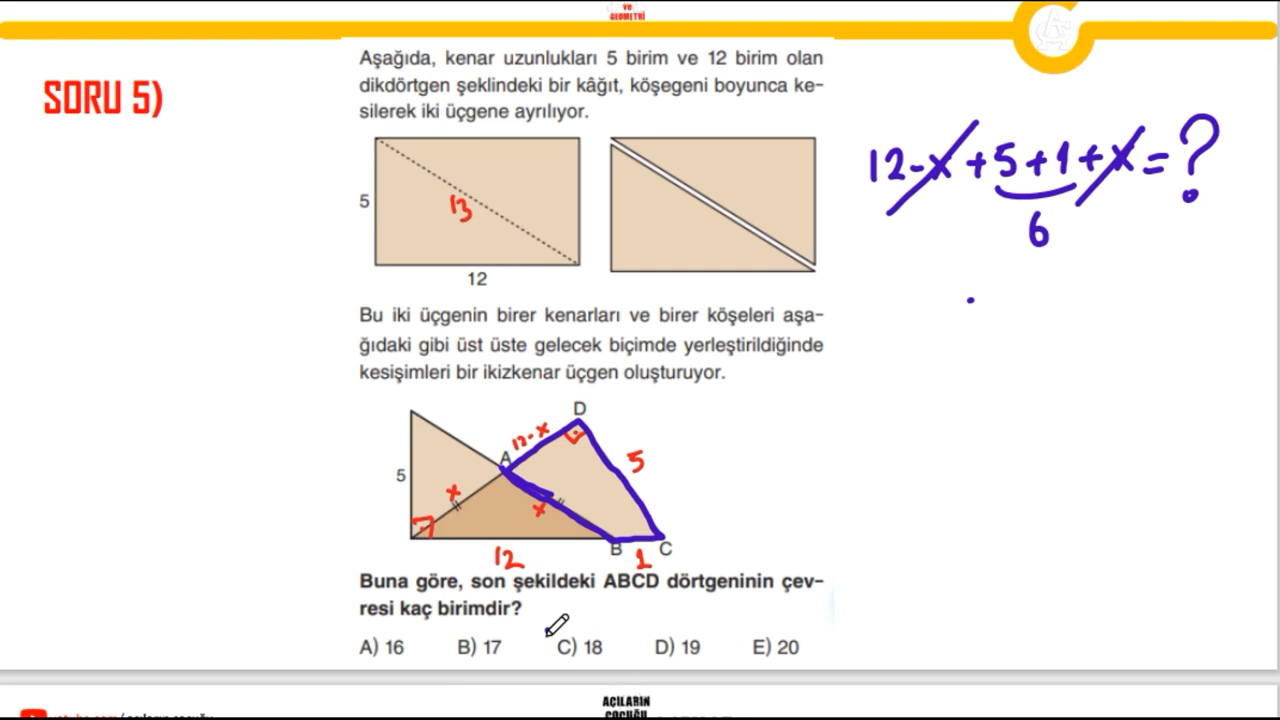 ve
GEOMETRİ
SORU 5)
Aşağıda, kenar uzunlukları 5 birim ve 12 birim olan
dikdörtgen şeklindeki bir kâğıt, köşegeni boyunca ke-
silerek iki üçgene ayrılıyor.
12-x+5+1+x=?
6
5
13
12
Bu iki üçgenin birer kenarları ve birer köşeleri aşa-
ğıdaki gibi üst üste gelecek biçimde yerleştirildiğinde
kesişimleri bir ikizkenar üçgen oluşturuyor.
D
12-x
A
5
5
x
x
12
B
1
C
Buna göre, son şekildeki ABCD dörtgeninin çev-
resi kaç birimdir?
A) 16 B) 17 C) 18 D) 19 E) 20
AÇILARIN
ÇOCUĞU